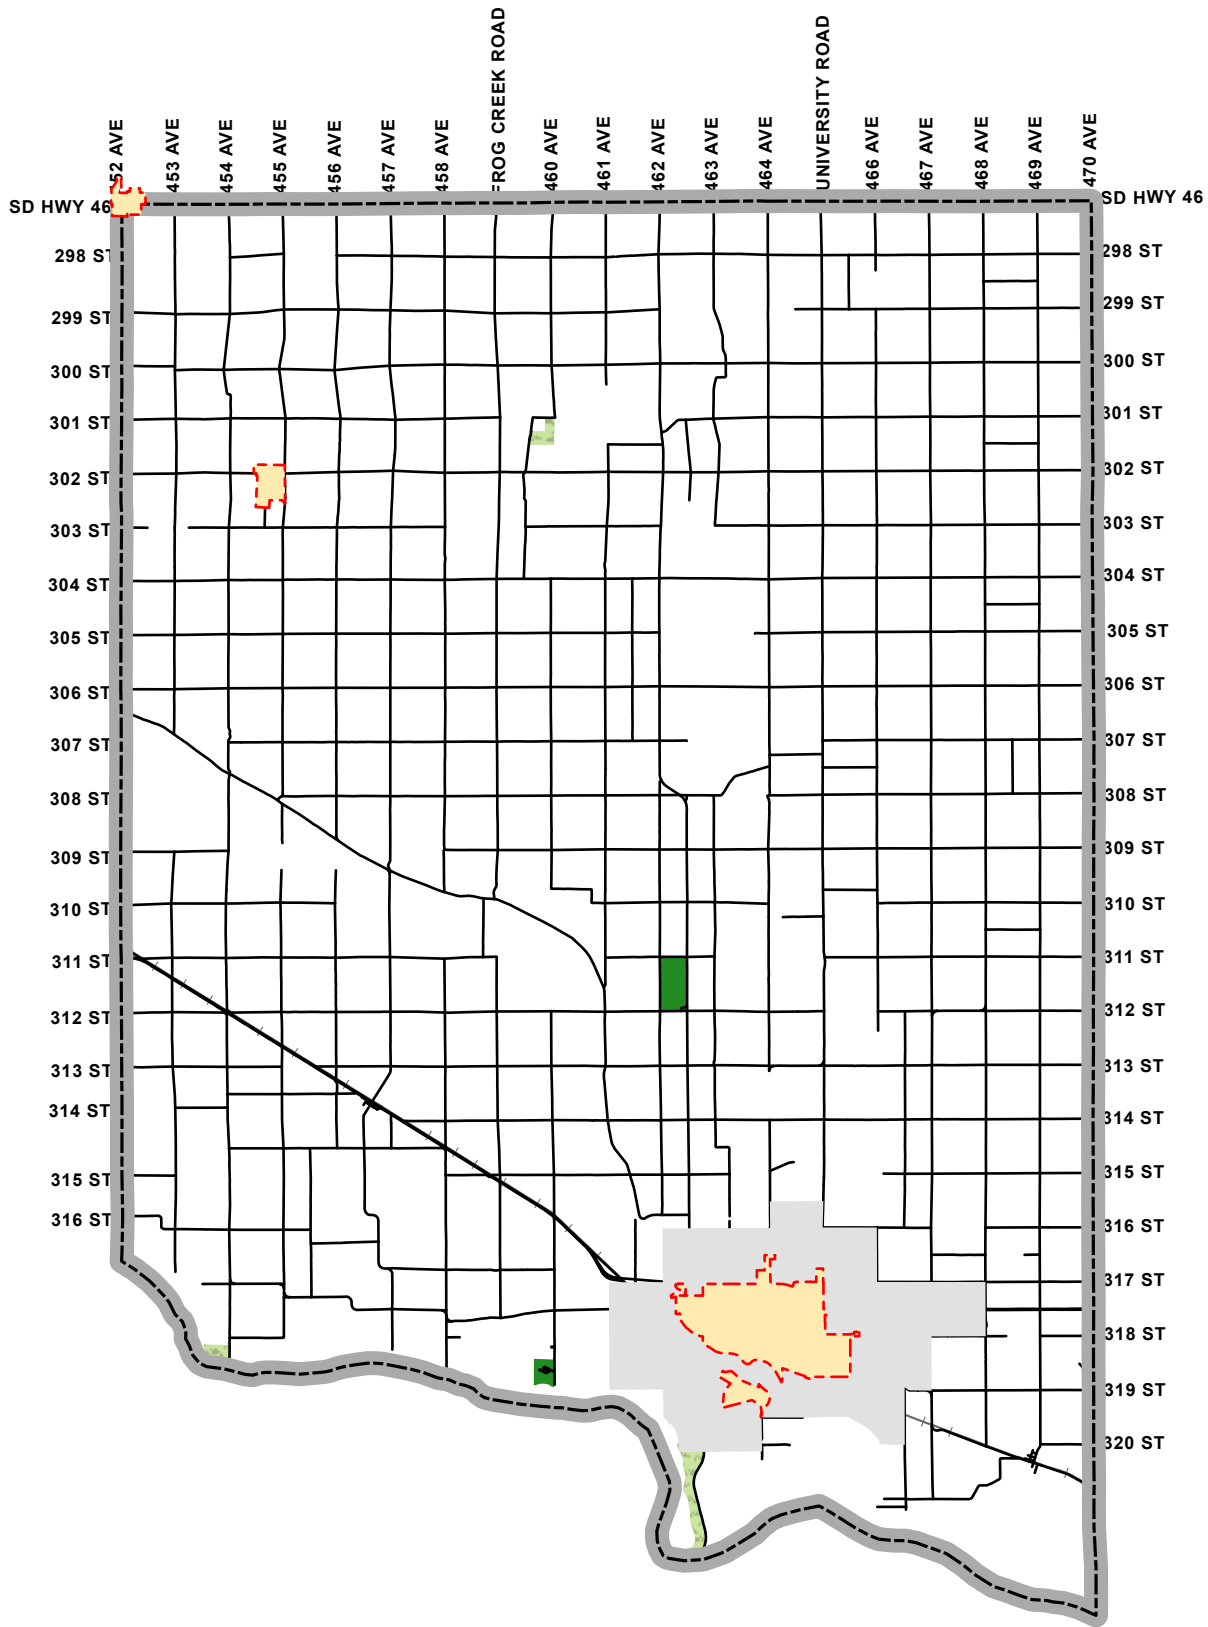 452 AVE
453 AVE
454 AVE
455 AVE
456 AVE
457 AVE
458 AVE
FROG CREEK ROAD
460 AVE
461 AVE
462 AVE
463 AVE
464 AVE
UNIVERSITY ROAD
466 AVE
467 AVE
468 AVE
469 AVE
470 AVE
SD HWY 46
SD HWY 46
298 ST
298 ST
299 ST
299 ST
300 ST
300 ST
301 ST
301 ST
302 ST
302 ST
303 ST
303 ST
304 ST
304 ST
305 ST
305 ST
306 ST
306 ST
307 ST
307 ST
308 ST
308 ST
309 ST
309 ST
310 ST
310 ST
311 ST
311 ST
312 ST
312 ST
313 ST
313 ST
314 ST
314 ST
315 ST
315 ST
316 ST
316 ST
317 ST
318 ST
319 ST
320 ST